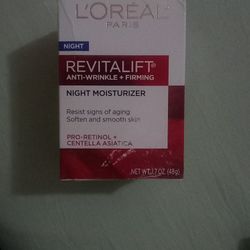 L'ORÉAL
PARIS
NIGHT
REVITALIFT®
ANTI-WRINKLE + FIRMING
NIGHT MOISTURIZER
Resist signs of aging
Soften and smooth skin
PRO-RETINOL +
CENTELLA ASIATICA
NET WT. 1.7 OZ. (48g)